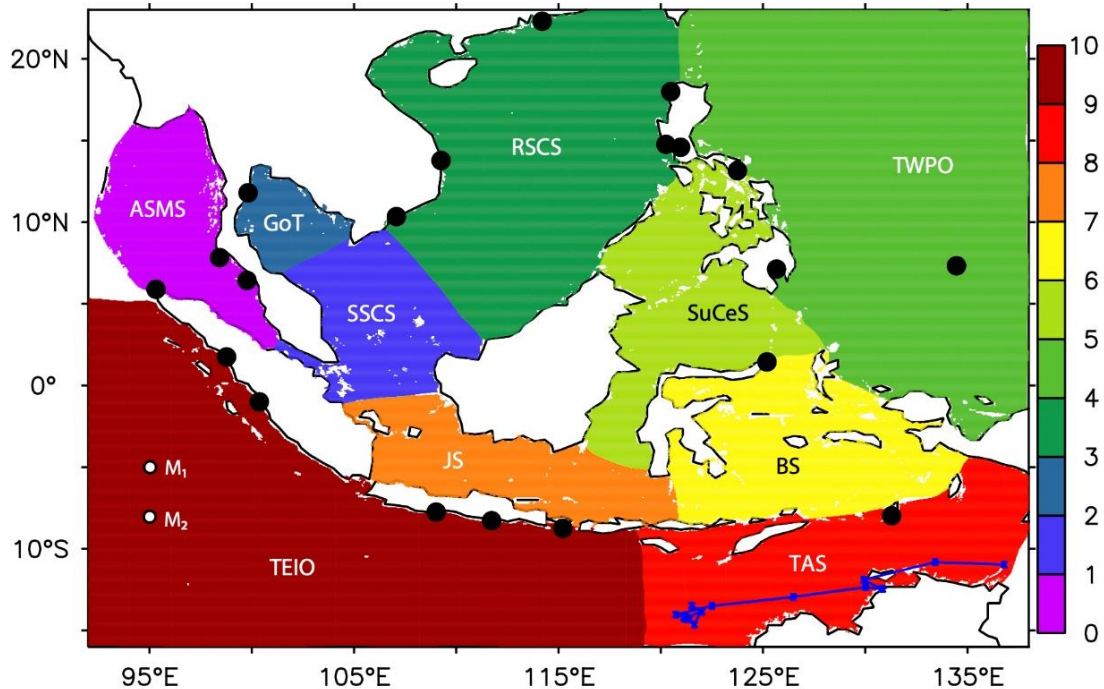 20°N
10°N
0°
10°S
95°E
105°E
115°E
125°E
135°E
RSCS
TWPO
ASMS
GoT
SSCS
SuCeS
JS
BS
M₁
M₂
TEIO
TAS
10
9
8
7
6
5
4
3
2
1
0